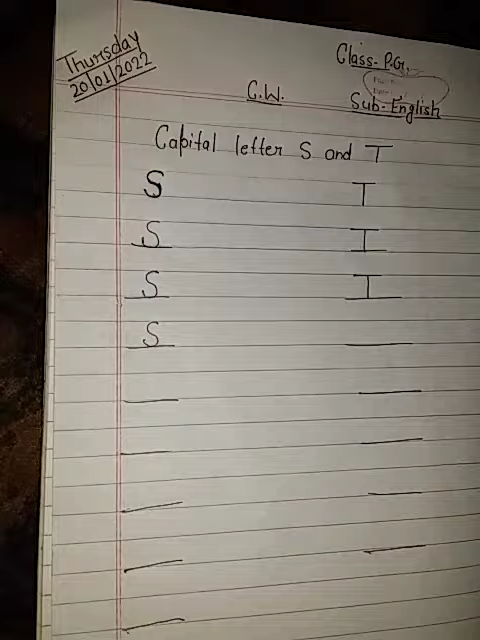 Thursday
20/01/2022
Class- P.G.
C.W.
Sub- English
Capital letter S and T
S T
S I
S I
S